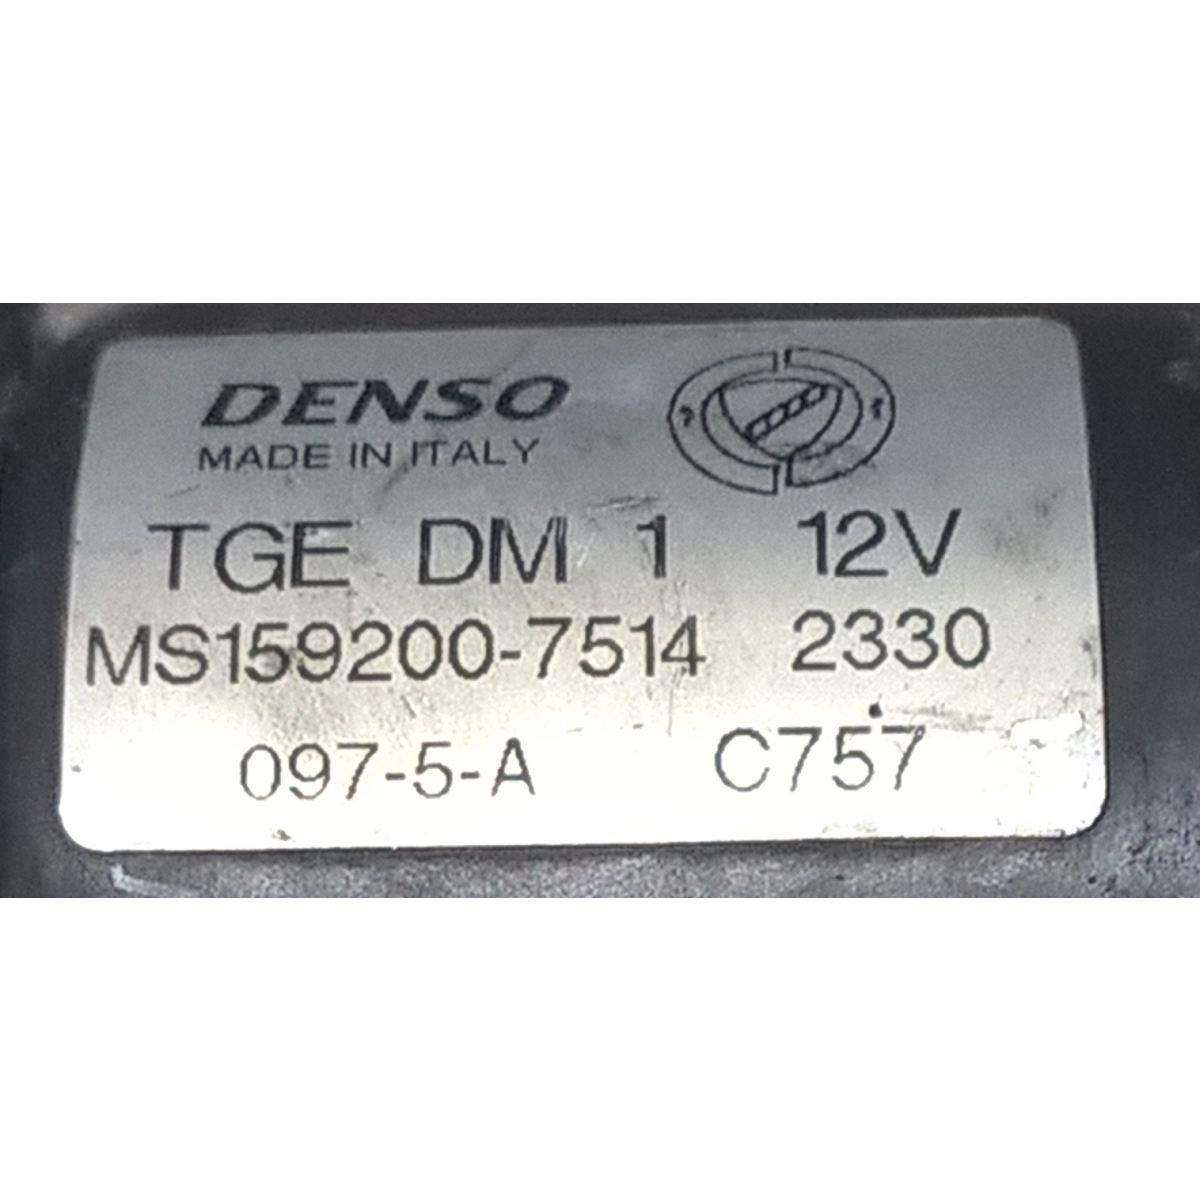 DENSO
MADE IN ITALY
TGE DM 1 12V
MS159200-7514 2330
097-5-A C757